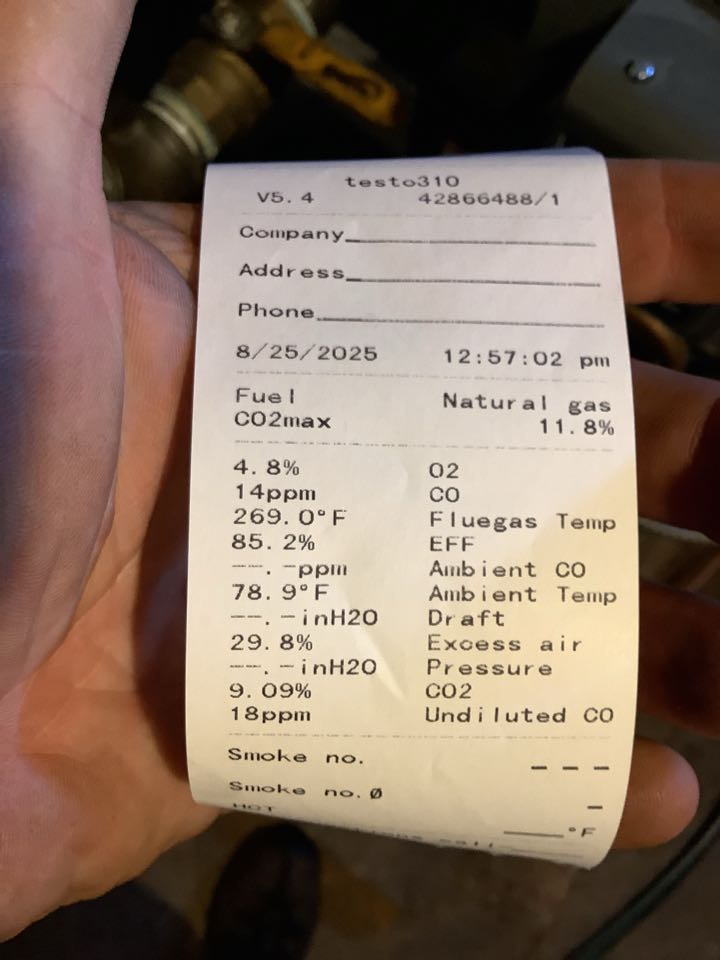 testo310
V5.4 42866488/1
Company
Address
Phone
8/25/2025 12:57:02 pm
Fuel Natural gas
CO2max 11.8%
4.8% O2
14ppm CO
269.0°F Fluegas Temp
85.2% EFF
--.-ppm Ambient CO
78.9°F Ambient Temp
--.-inH2O Draft
29.8% Excess air
--.-inH2O Pressure
9.09% CO2
18ppm Undiluted CO
Smoke no. ---
Smoke no.Ø -
HCT °F